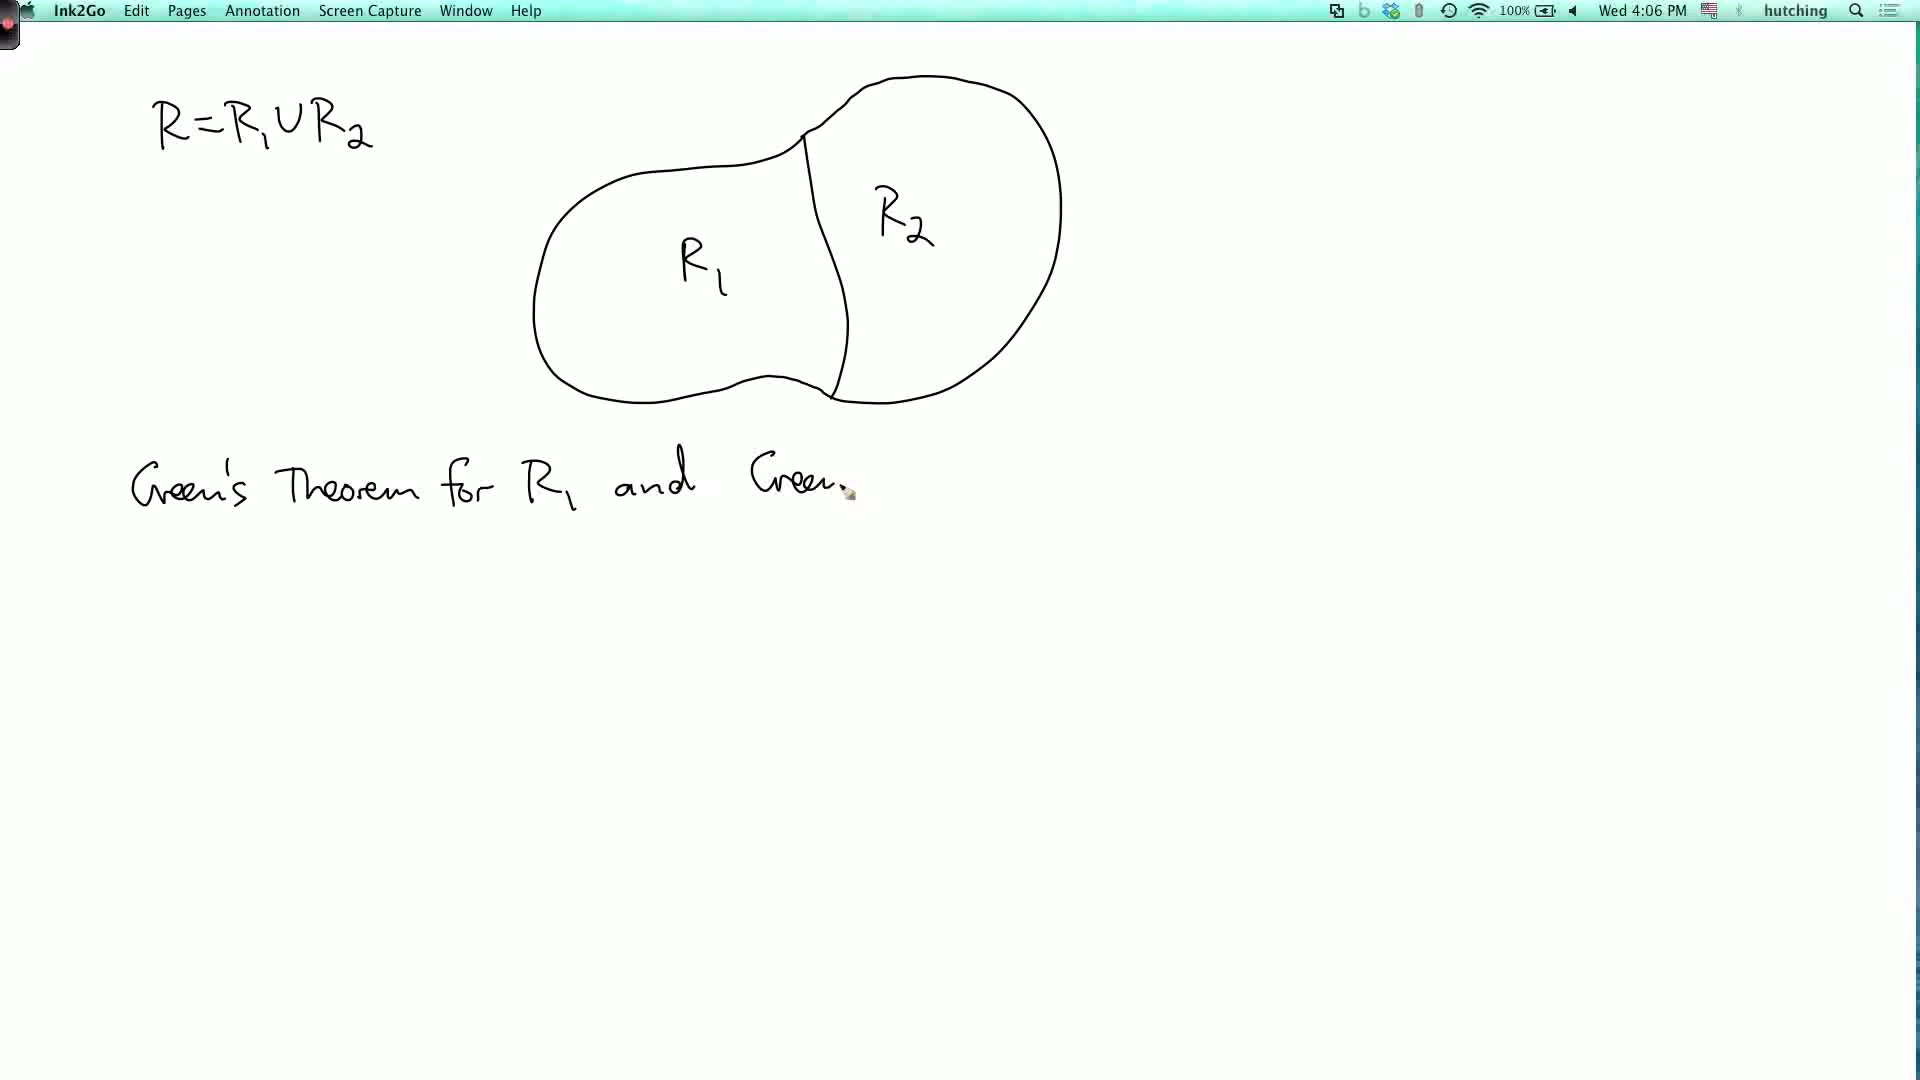 Ink2Go Edit Pages Annotation Screen Capture Window Help 100% Wed 4:06 PM hutching
R=R₁∪R₂
R₂
R₁
Green's Theorem for R₁ and Green